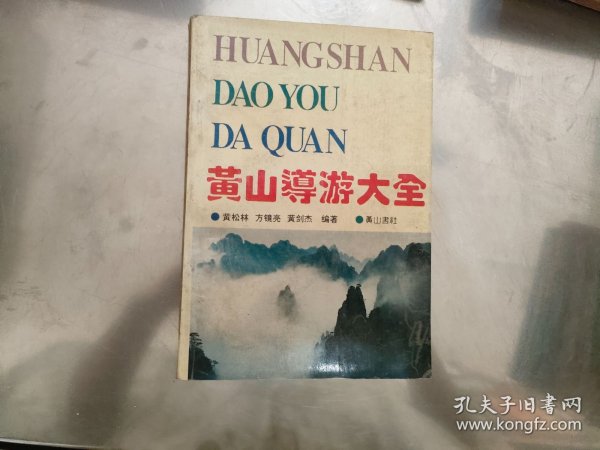 HUANGSHAN
DAO YOU
DA QUAN
黄山導游大全
●黄松林 方镜亮 黄剑杰 编著 ●黄山书社
孔夫子旧书网
www.kongfz.com